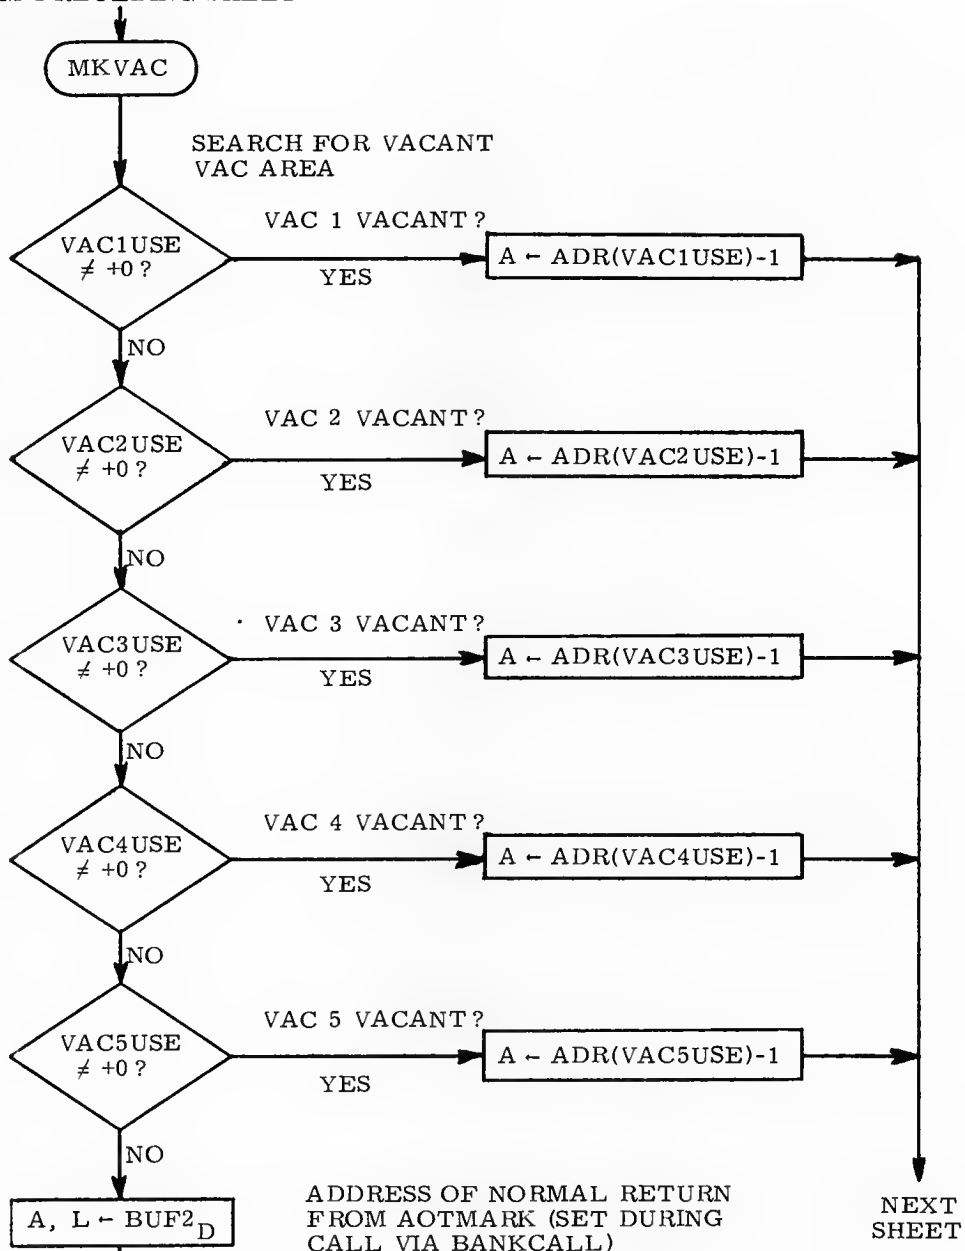 MKVAC
SEARCH FOR VACANT
VAC AREA
VAC1USE
≠ +0 ?
VAC 1 VACANT ?
YES
A ← ADR(VAC1USE)-1
NO
VAC2USE
≠ +0 ?
VAC 2 VACANT ?
YES
A ← ADR(VAC2USE)-1
NO
VAC3USE
≠ +0 ?
VAC 3 VACANT ?
YES
A ← ADR(VAC3USE)-1
NO
VAC4USE
≠ +0 ?
VAC 4 VACANT ?
YES
A ← ADR(VAC4USE)-1
NO
VAC5USE
≠ +0 ?
VAC 5 VACANT ?
YES
A ← ADR(VAC5USE)-1
NO
A, L ← BUF2D
ADDRESS OF NORMAL RETURN
FROM AOTMARK (SET DURING
CALL VIA BANKCALL)
NEXT
SHEET